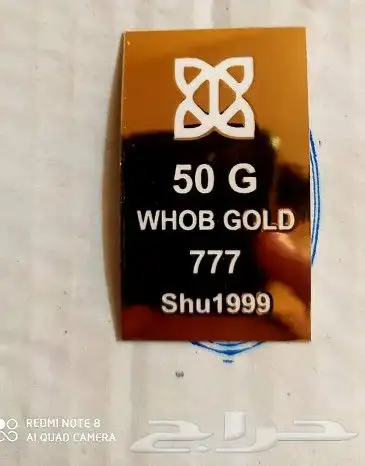 50 G
WHOB GOLD
777
Shu1999
REDMI NOTE 8
AI QUAD CAMERA
حراج